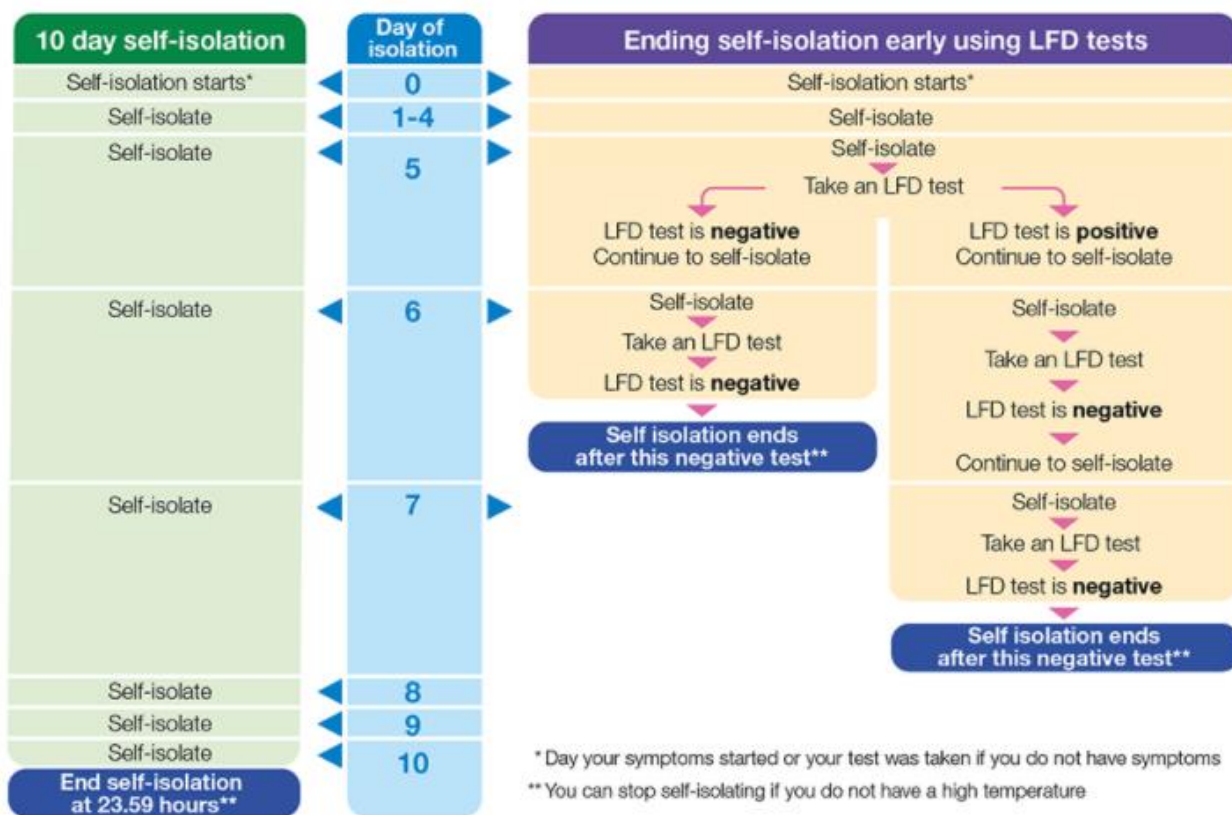 10 day self-isolation
Day of
isolation
Ending self-isolation early using LFD tests
Self-isolation starts*
0
Self-isolation starts*
Self-isolate
1-4
Self-isolate
Self-isolate
5
Self-isolate
Take an LFD test
LFD test is negative
Continue to self-isolate
LFD test is positive
Continue to self-isolate
Self-isolate
6
Self-isolate
Take an LFD test
LFD test is negative
Self isolation ends
after this negative test**
Self-isolate
Take an LFD test
LFD test is negative
Continue to self-isolate
Self-isolate
7
Self-isolate
Take an LFD test
LFD test is negative
Self isolation ends
after this negative test**
Self-isolate
8
Self-isolate
9
Self-isolate
10
End self-isolation
at 23.59 hours**
* Day your symptoms started or your test was taken if you do not have symptoms
** You can stop self-isolating if you do not have a high temperature